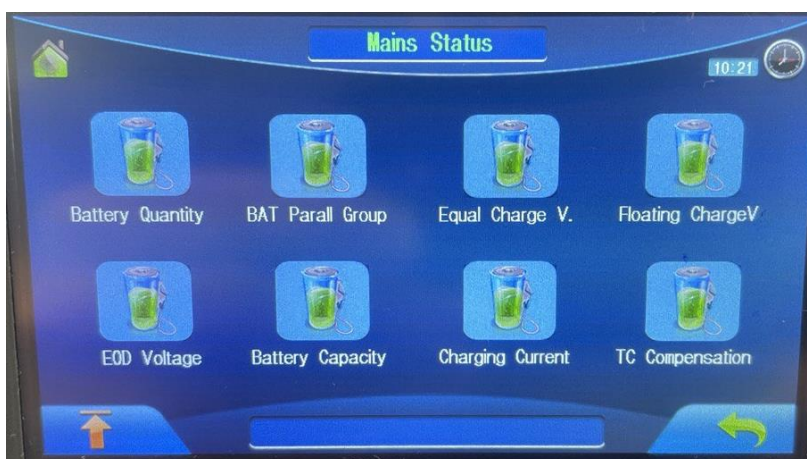 Mains Status
10:21
Battery Quantity
BAT Parall Group
Equal Charge V.
Floating ChargeV
EOD Voltage
Battery Capacity
Charging Current
TC Compensation